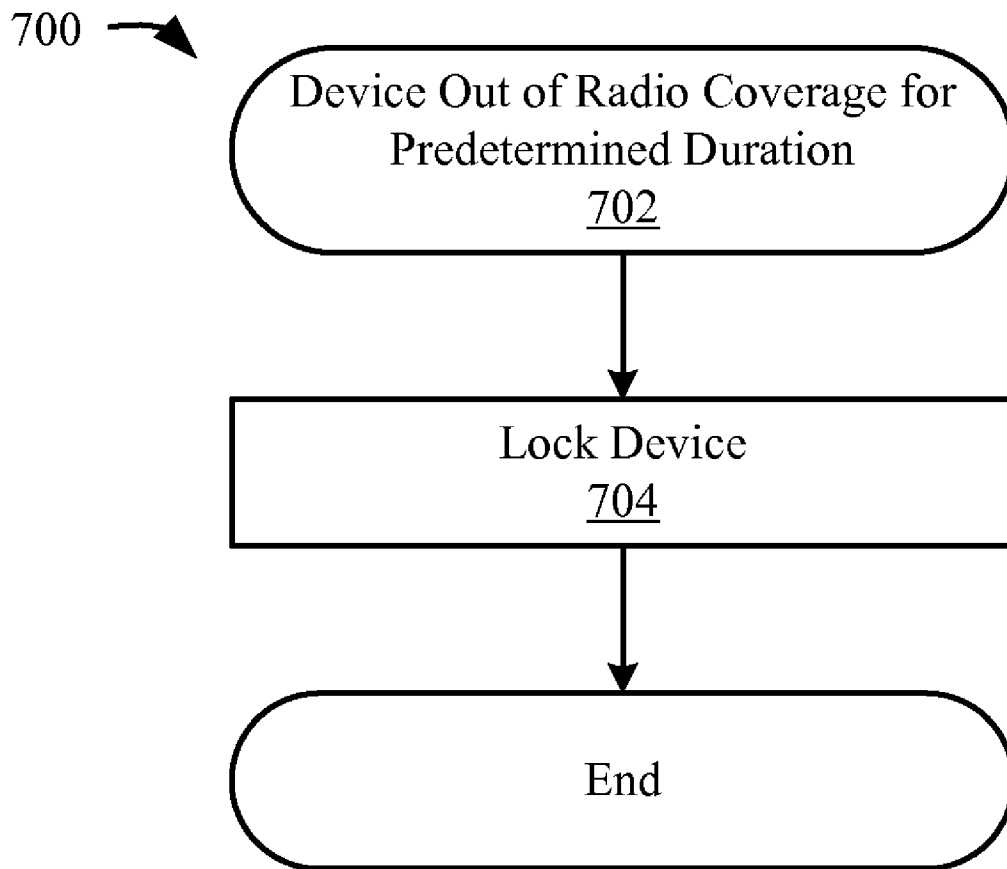 700
Device Out of Radio Coverage for
Predetermined Duration
702
Lock Device
704
End